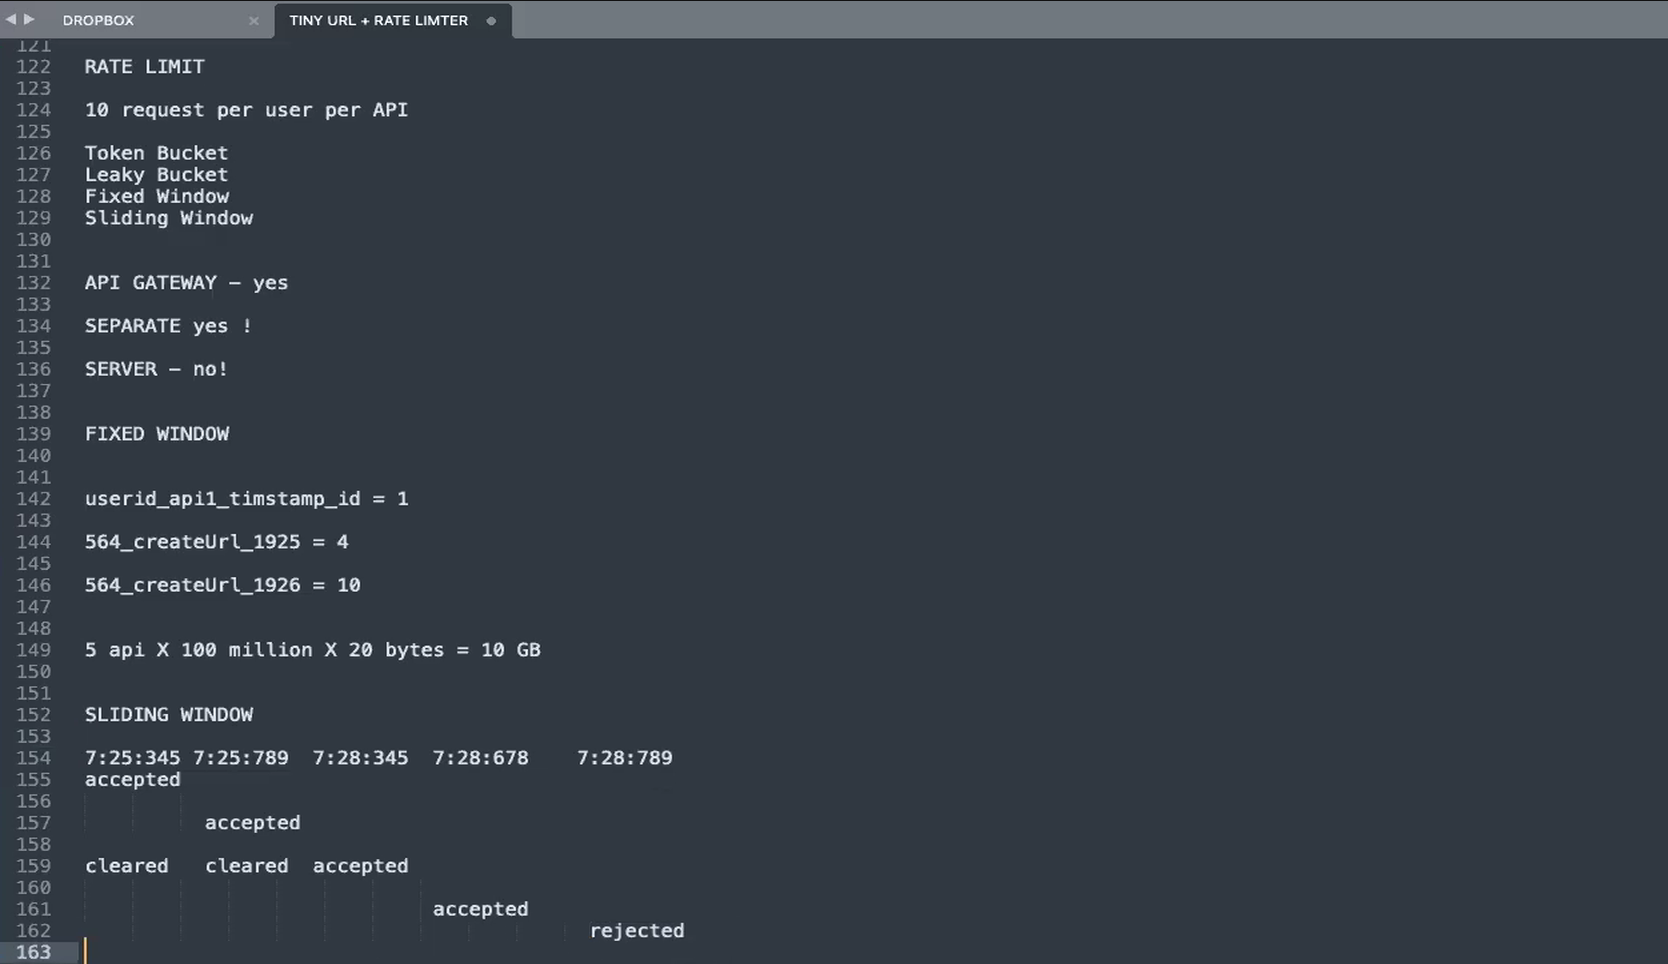 DROPBOX × TINY URL + RATE LIMTER
121
122 RATE LIMIT
123
124 10 request per user per API
125
126 Token Bucket
127 Leaky Bucket
128 Fixed Window
129 Sliding Window
130
131
132 API GATEWAY – yes
133
134 SEPARATE yes !
135
136 SERVER – no!
137
138
139 FIXED WINDOW
140
141
142 userid_api1_timstamp_id = 1
143
144 564_createUrl_1925 = 4
145
146 564_createUrl_1926 = 10
147
148
149 5 api X 100 million X 20 bytes = 10 GB
150
151
152 SLIDING WINDOW
153
154 7:25:345 7:25:789 7:28:345 7:28:678 7:28:789
155 accepted
156
157 accepted
158
159 cleared cleared accepted
160
161 accepted
162 rejected
163